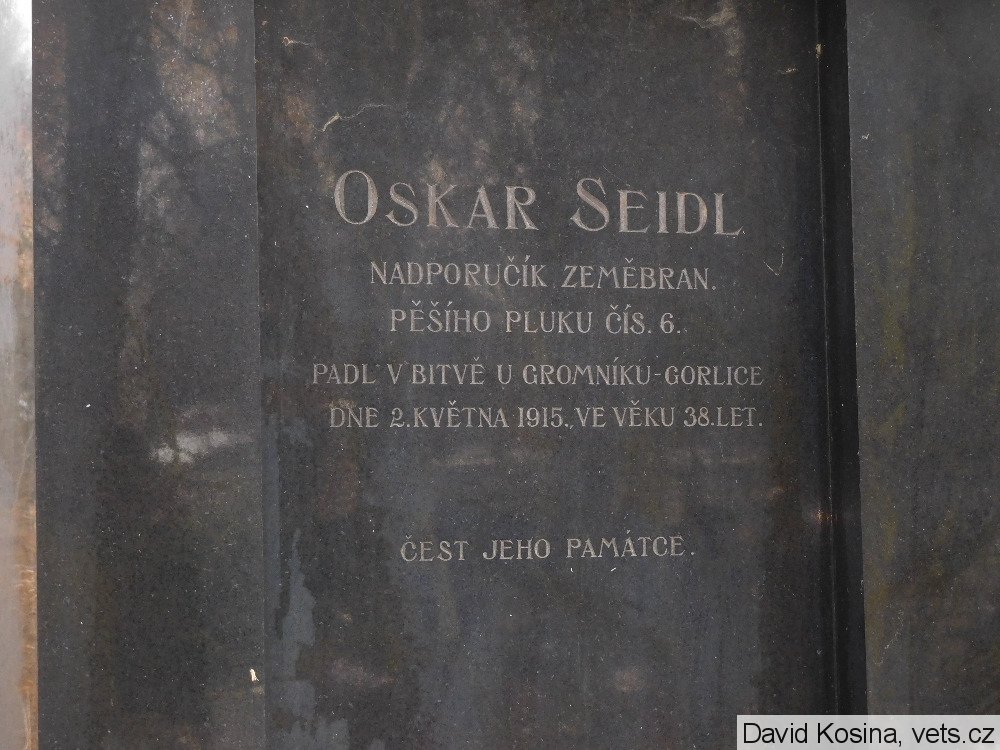 OSKAR SEIDL
NADPORUČÍK ZEMĚBRAN.
PĚŠÍHO PLUKU ČÍS. 6.
PADL V BITVĚ U GROMNÍKU-GORLICE
DNE 2. KVĚTNA 1915., VE VĚKU 38. LET.
ČEST JEHO PAMÁTCE.
David Kosina, vets.cz